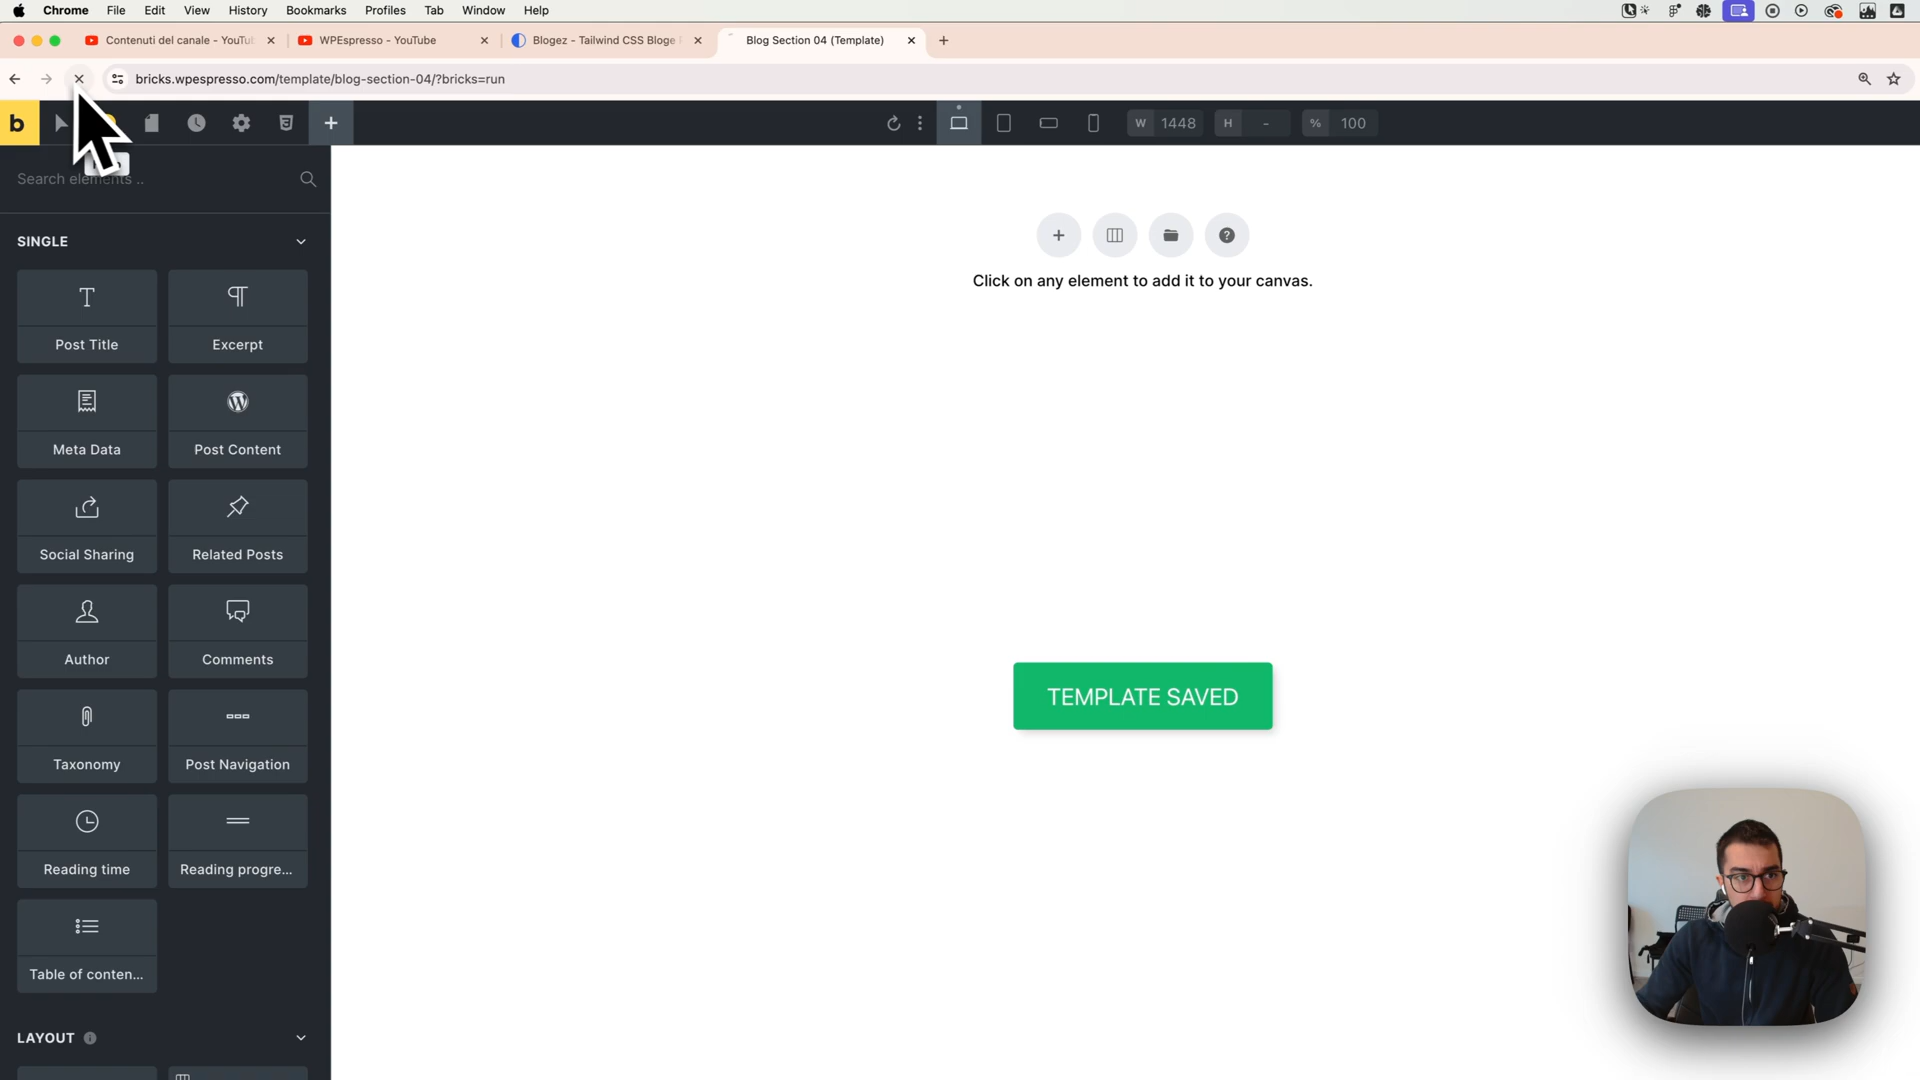 Chrome File Edit View History Bookmarks Profiles Tab Window Help
Contenuti del canale - YouTu
WPEspresso - YouTube
Blogez - Tailwind CSS Bloge
Blog Section 04 (Template)
bricks.wpespresso.com/template/blog-section-04/?bricks=run
b
W 1448 H - % 100
Search elements ..
SINGLE
Click on any element to add it to your canvas.
Post Title
Excerpt
Meta Data
Post Content
Social Sharing
Related Posts
TEMPLATE SAVED
Author
Comments
Taxonomy
Post Navigation
Reading time
Reading progre...
Table of conten...
LAYOUT